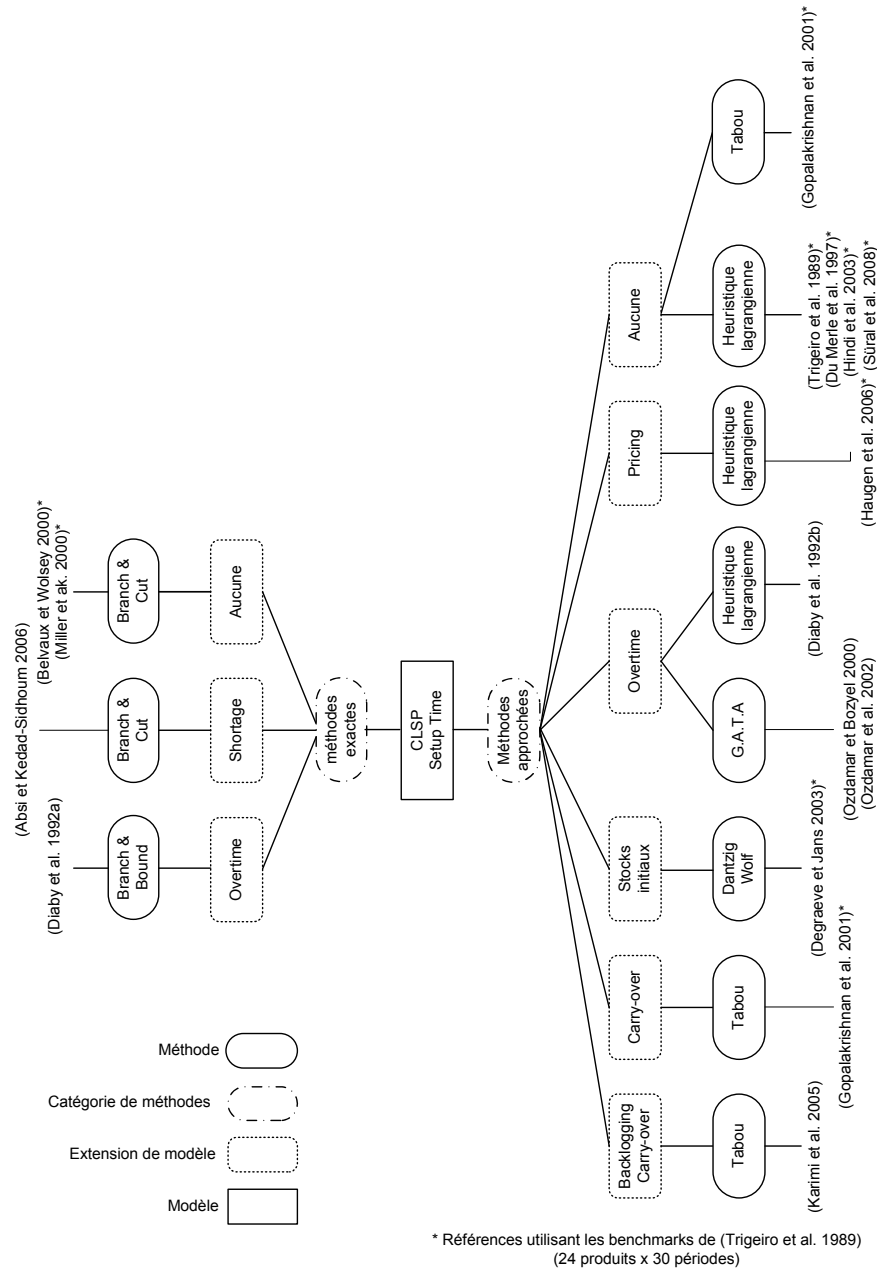 (Absi et Kedad-Sidhoum 2006)
(Diaby et al. 1992a)
(Belvaux et Wolsey 2000)*
(Miller et ak. 2000)*
Branch &
Bound
Branch &
Cut
Branch &
Cut
Overtime
Shortage
Aucune
méthodes
exactes
CLSP
Setup Time
Méthodes
approchées
Backlogging
Carry-over
Carry-over
Stocks
initiaux
Overtime
Pricing
Aucune
Tabou
Tabou
Dantzig
Wolf
G.A.T.A
Heuristique
lagrangienne
Heuristique
lagrangienne
Heuristique
lagrangienne
Tabou
(Karimi et al. 2005)
(Gopalakrishnan et al. 2001)*
(Degraeve et Jans 2003)*
(Ozdamar et Bozyel 2000)
(Ozdamar et al. 2002)
(Diaby et al. 1992b)
(Haugen et al. 2006)*
(Trigeiro et al. 1989)*
(Du Merle et al. 1997)*
(Hindi et al. 2003)*
(Süral et al. 2008)*
(Gopalakrishnan et al. 2001)*
Méthode
Catégorie de méthodes
Extension de modèle
Modèle
* Références utilisant les benchmarks de (Trigeiro et al. 1989)
(24 produits x 30 périodes)